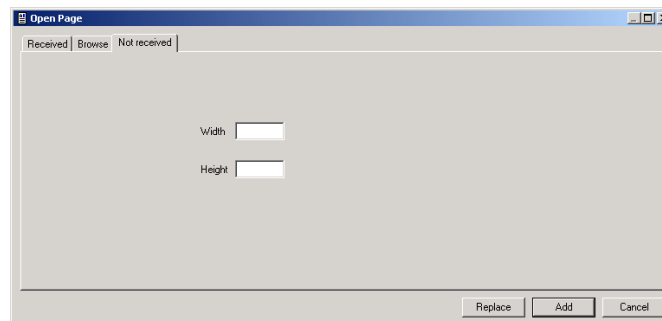 Open Page
Received Browse Not received
Width
Height
Replace Add Cancel